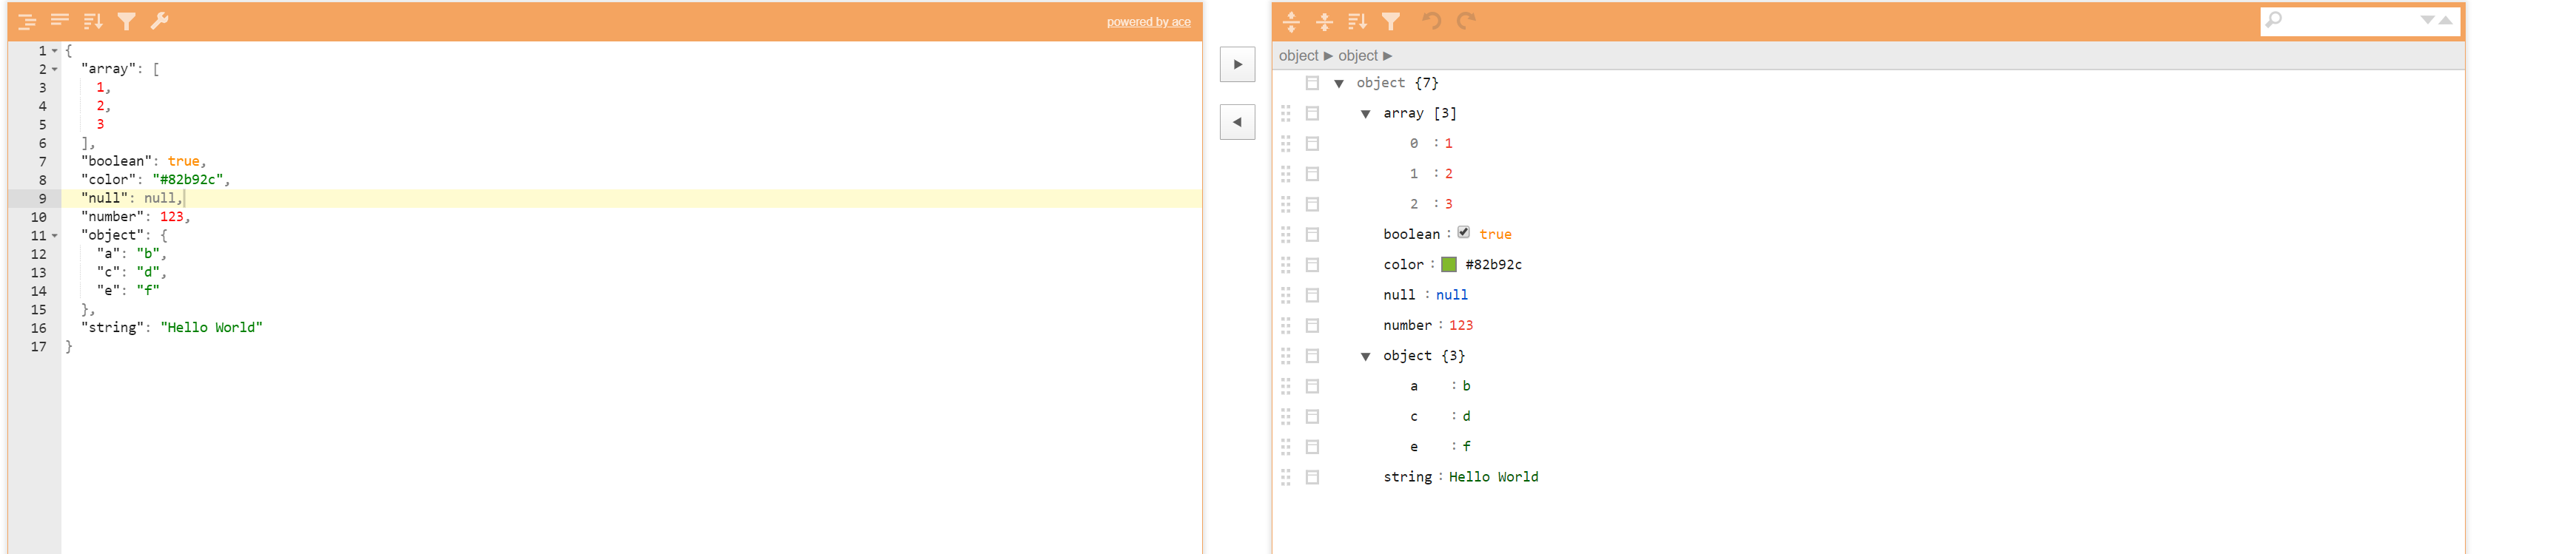 powered by ace
1 {
2 "array": [
3 1,
4 2,
5 3
6 ],
7 "boolean": true,
8 "color": "#82b92c",
9 "null": null,
10 "number": 123,
11 "object": {
12 "a": "b",
13 "c": "d",
14 "e": "f"
15 },
16 "string": "Hello World"
17 }
object ► object ►
object {7}
array [3]
0 : 1
1 : 2
2 : 3
boolean : true
color : #82b92c
null : null
number : 123
object {3}
a : b
c : d
e : f
string : Hello World